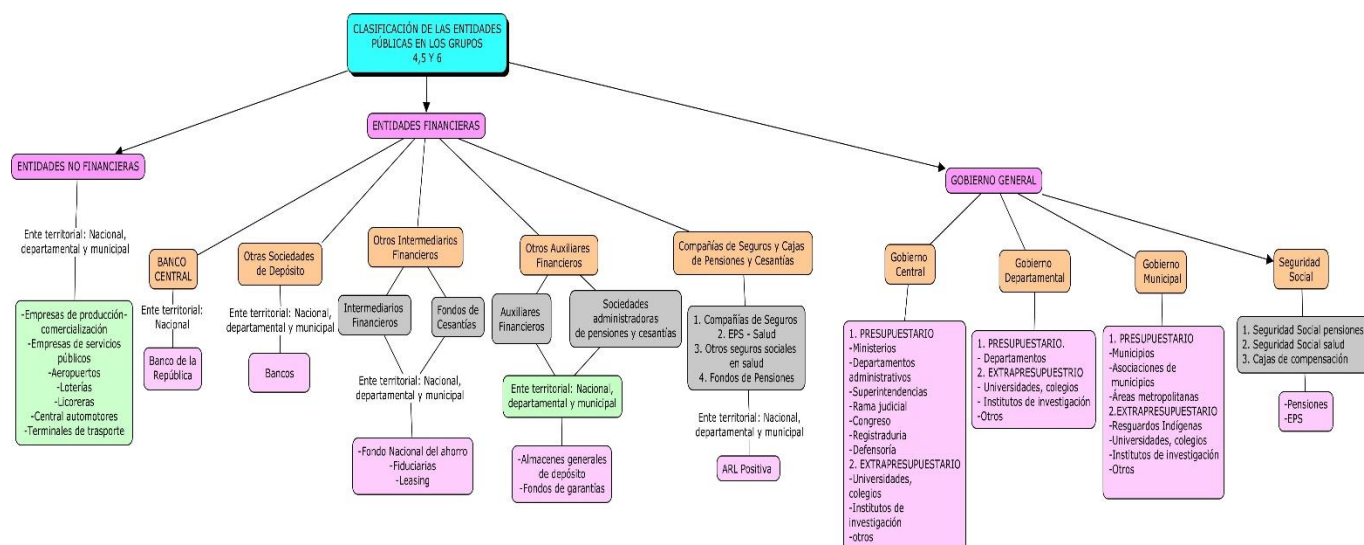 CLASIFICACIÓN DE LAS ENTIDADES
PÚBLICAS EN LOS GRUPOS
4,5 Y 6
ENTIDADES NO FINANCIERAS
Ente territorial: Nacional,
departamental y municipal
-Empresas de producción-
comercialización
-Empresas de servicios
públicos
-Aeropuertos
-Loterías
-Licoreras
-Central automotores
-Terminales de trasporte
ENTIDADES FINANCIERAS
BANCO
CENTRAL
Ente territorial:
Nacional
Banco de la
República
Otras Sociedades
de Depósito
Ente territorial: Nacional,
departamental y municipal
Bancos
Otros Intermediarios
Financieros
Intermediarios
Financieros
Fondos de
Cesantías
Ente territorial: Nacional,
departamental y municipal
-Fondo Nacional del ahorro
-Fiduciarias
-Leasing
Otros Auxiliares
Financieros
Auxiliares
Financieros
Sociedades
administradoras
de pensiones y cesantías
Ente territorial: Nacional,
departamental y municipal
-Almacenes generales
de depósito
-Fondos de garantías
Compañías de Seguros y Cajas
de Pensiones y Cesantías
1. Compañías de Seguros
2. EPS - Salud
3. Otros seguros sociales
en salud
4. Fondos de Pensiones
Ente territorial: Nacional,
departamental y municipal
ARL Positiva
GOBIERNO GENERAL
Gobierno
Central
1. PRESUPUESTARIO
-Ministerios
-Departamentos
administrativos
-Superintendencias
-Rama judicial
-Congreso
-Registraduria
-Defensoría
2. EXTRAPRESUPUESTARIO
-Universidades,
colegios
-Institutos de
investigación
-otros
Gobierno
Departamental
1. PRESUPUESTARIO.
- Departamentos
2. EXTRAPRESUPUESTRIO
- Universidades, colegios
- Institutos de investigación
-Otros
Gobierno
Municipal
1. PRESUPUESTARIO
-Municipios
-Asociaciones de
municipios
-Áreas metropolitanas
2.EXTRAPRESUPUESTARIO
-Resguardos Indígenas
-Universidades, colegios
-Institutos de investigación
-Otros
Seguridad
Social
1. Seguridad Social pensiones
2. Seguridad Social salud
3. Cajas de compensación
-Pensiones
-EPS